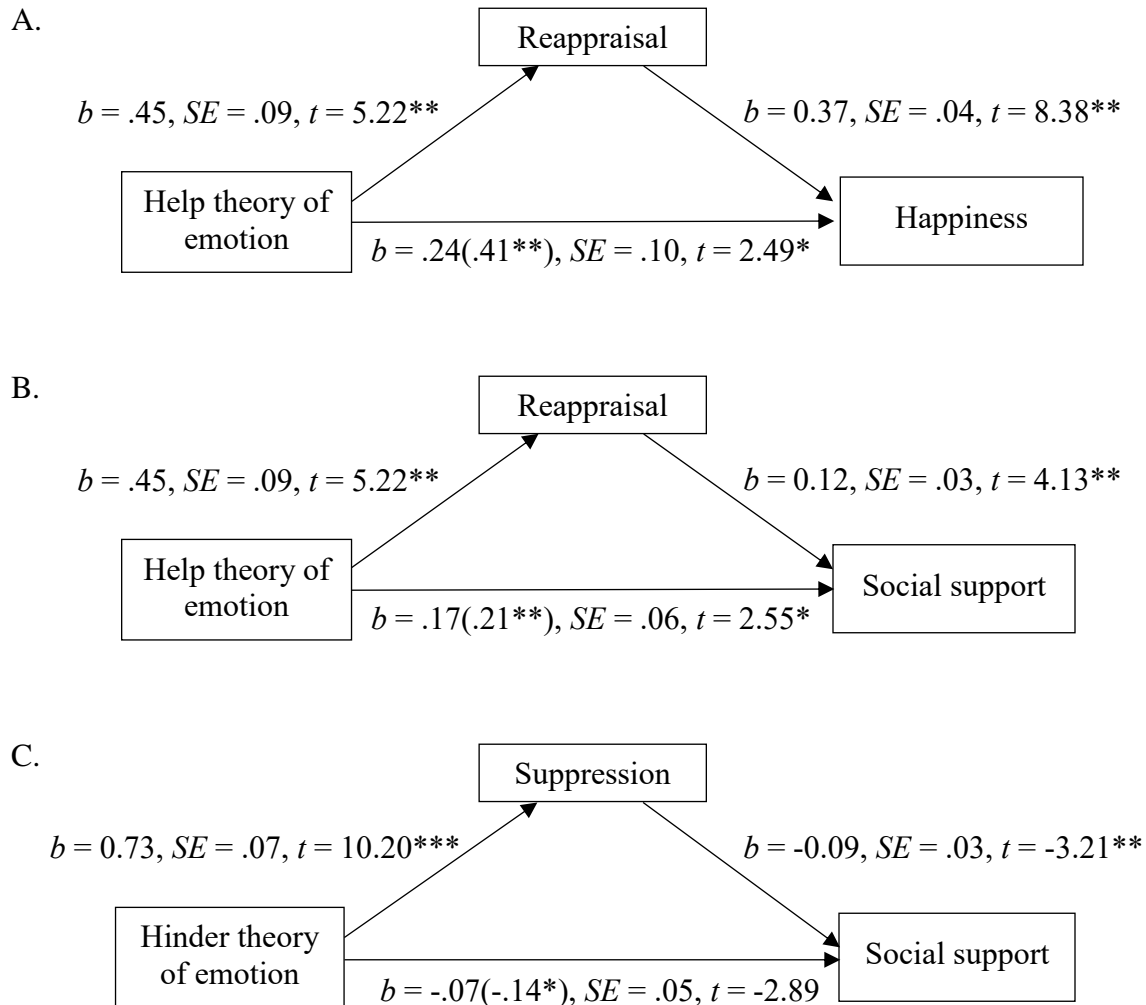 A.
Reappraisal
b = .45, SE = .09, t = 5.22**
b = 0.37, SE = .04, t = 8.38**
Help theory of
emotion
Happiness
b = .24(.41**), SE = .10, t = 2.49*
B.
Reappraisal
b = .45, SE = .09, t = 5.22**
b = 0.12, SE = .03, t = 4.13**
Help theory of
emotion
Social support
b = .17(.21**), SE = .06, t = 2.55*
C.
Suppression
b = 0.73, SE = .07, t = 10.20***
b = -0.09, SE = .03, t = -3.21**
Hinder theory
of emotion
Social support
b = -.07(-.14*), SE = .05, t = -2.89